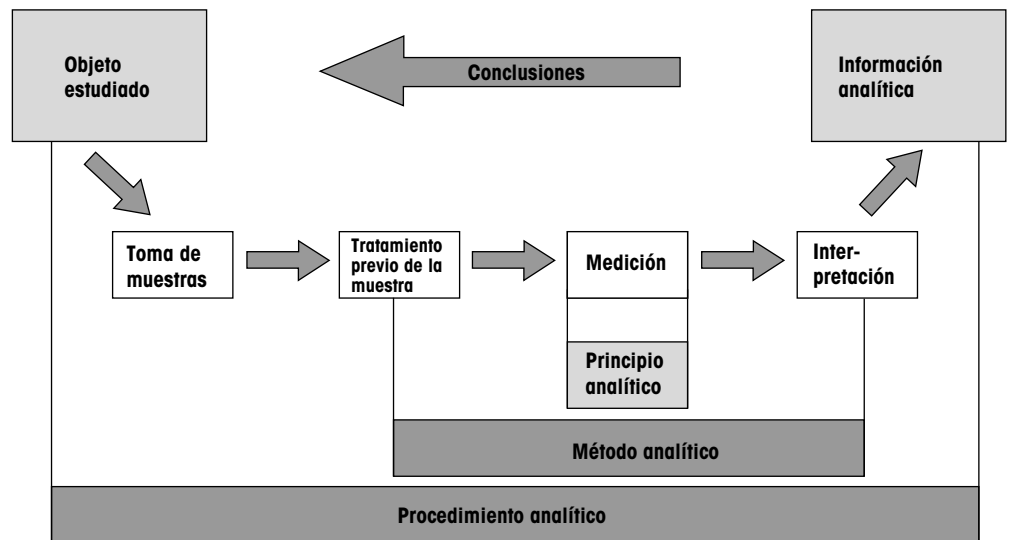 Objeto
estudiado
Conclusiones
Información
analítica
Toma de
muestras
Tratamiento
previo de la
muestra
Medición
Inter-
pretación
Principio
analítico
Método analítico
Procedimiento analítico